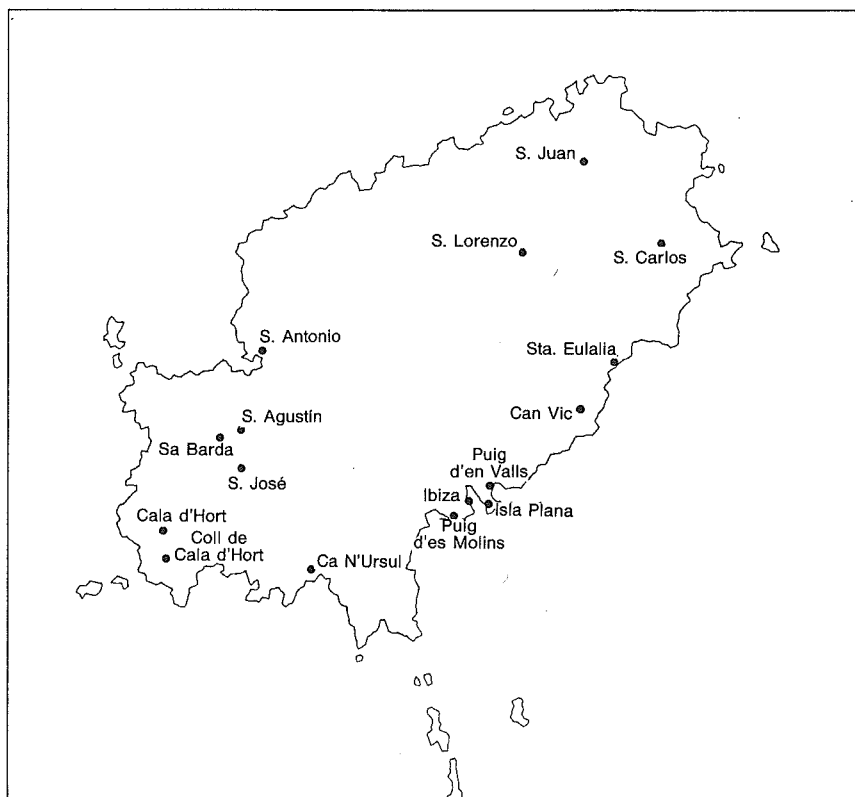 S. Juan
S. Lorenzo
S. Carlos
S. Antonio
Sta. Eulalia
Can Vic
S. Agustín
Sa Barda
S. José
Puig
d'en Valls
Ibiza
Isla Plana
Puig
d'es Molins
Cala d'Hort
Coll de
Cala d'Hort
Ca N'Ursul